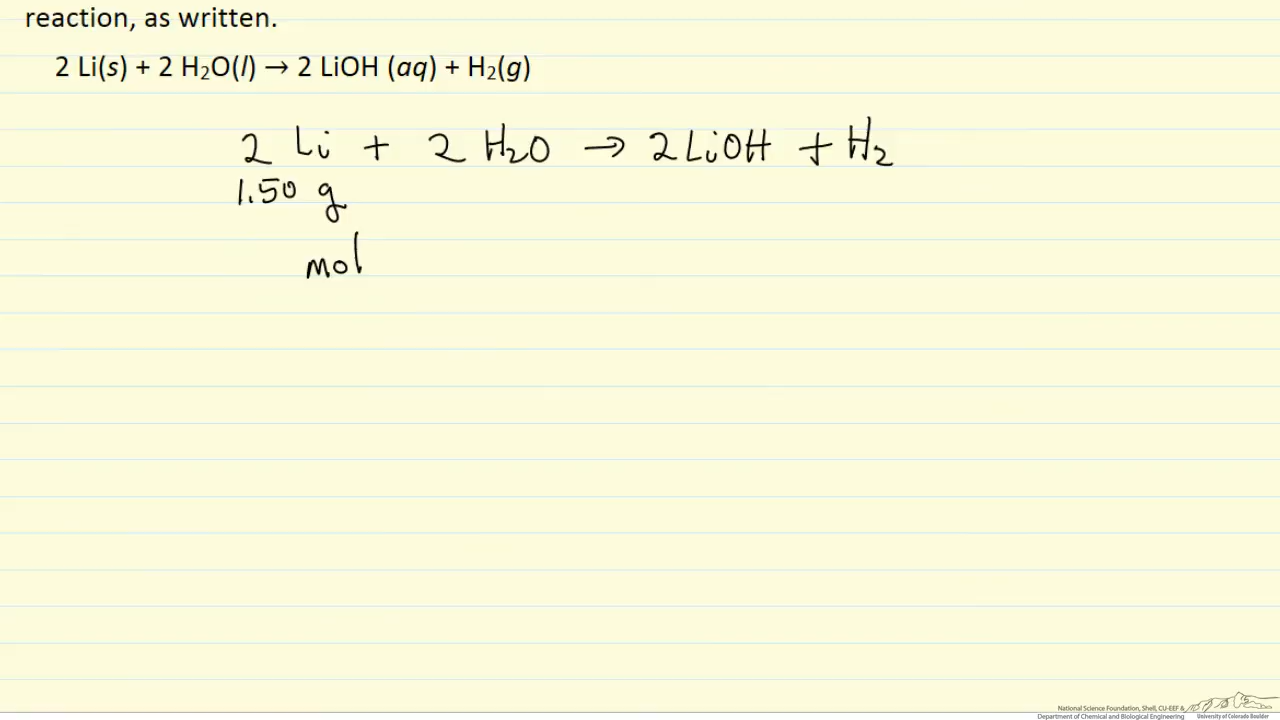 reaction, as written.
2 Li(s) + 2 H₂O(l) → 2 LiOH (aq) + H₂(g)
2 Li + 2 H₂O → 2 LiOH + H₂
1.50 g
mol
National Science Foundation, Shell, CU-EEF &
Department of Chemical and Biological Engineering University of Colorado Boulder